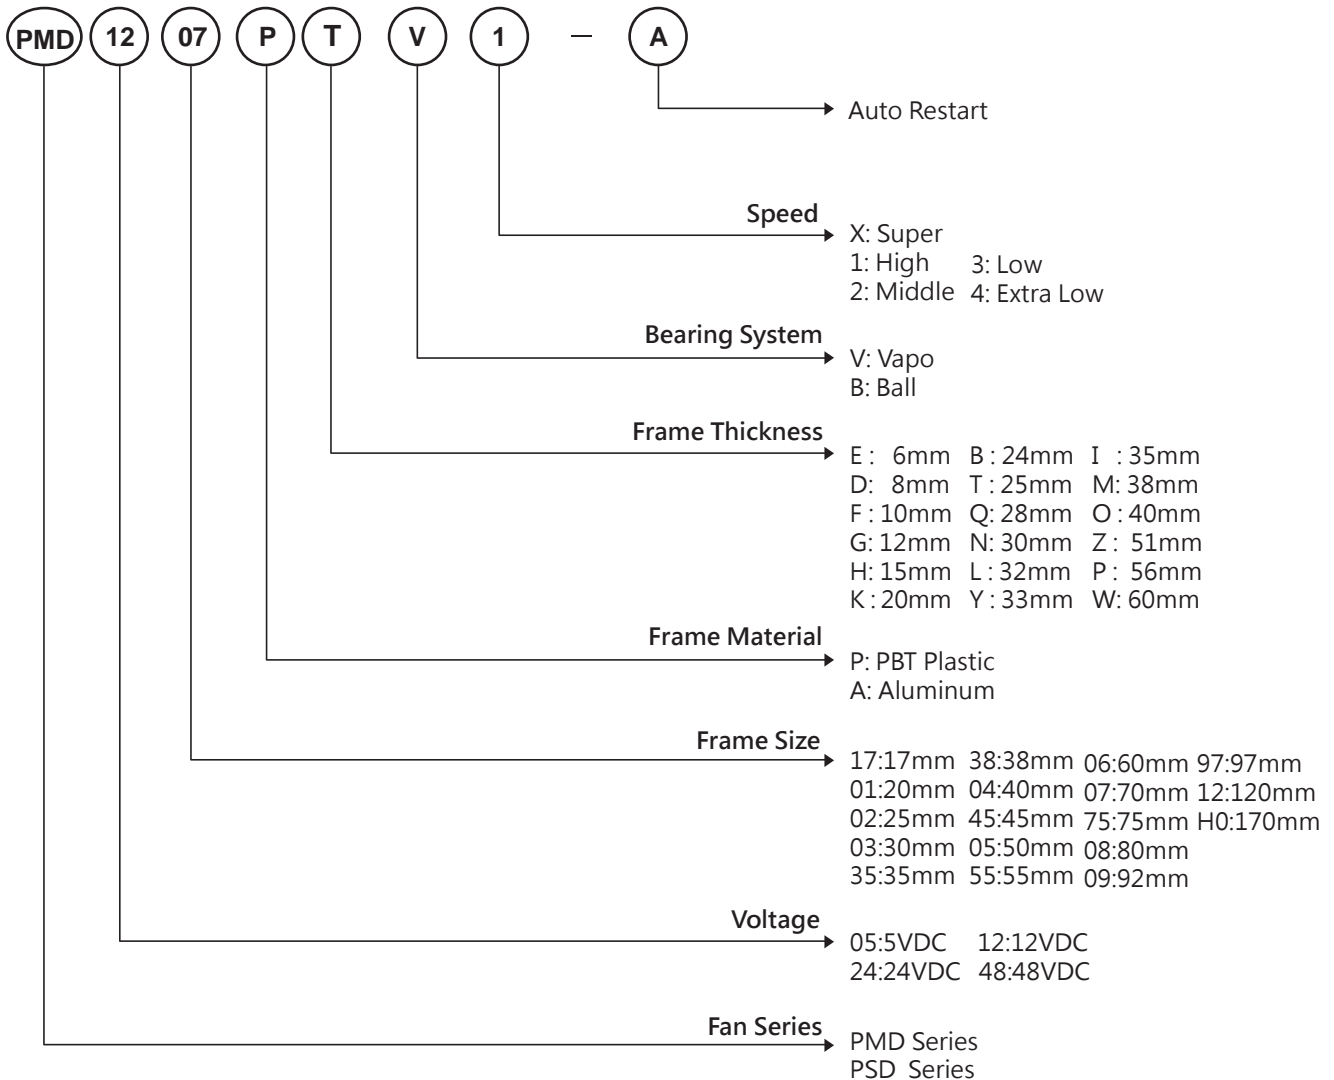 PMD 12 07 P T V 1 – A
Auto Restart
Speed
X: Super
1: High 3: Low
2: Middle 4: Extra Low
Bearing System
V: Vapo
B: Ball
Frame Thickness
E : 6mm B : 24mm I : 35mm
D: 8mm T : 25mm M: 38mm
F : 10mm Q: 28mm O : 40mm
G: 12mm N: 30mm Z : 51mm
H: 15mm L : 32mm P : 56mm
K : 20mm Y : 33mm W: 60mm
Frame Material
P: PBT Plastic
A: Aluminum
Frame Size
17:17mm 38:38mm 06:60mm 97:97mm
01:20mm 04:40mm 07:70mm 12:120mm
02:25mm 45:45mm 75:75mm H0:170mm
03:30mm 05:50mm 08:80mm
35:35mm 55:55mm 09:92mm
Voltage
05:5VDC 12:12VDC
24:24VDC 48:48VDC
Fan Series
PMD Series
PSD Series